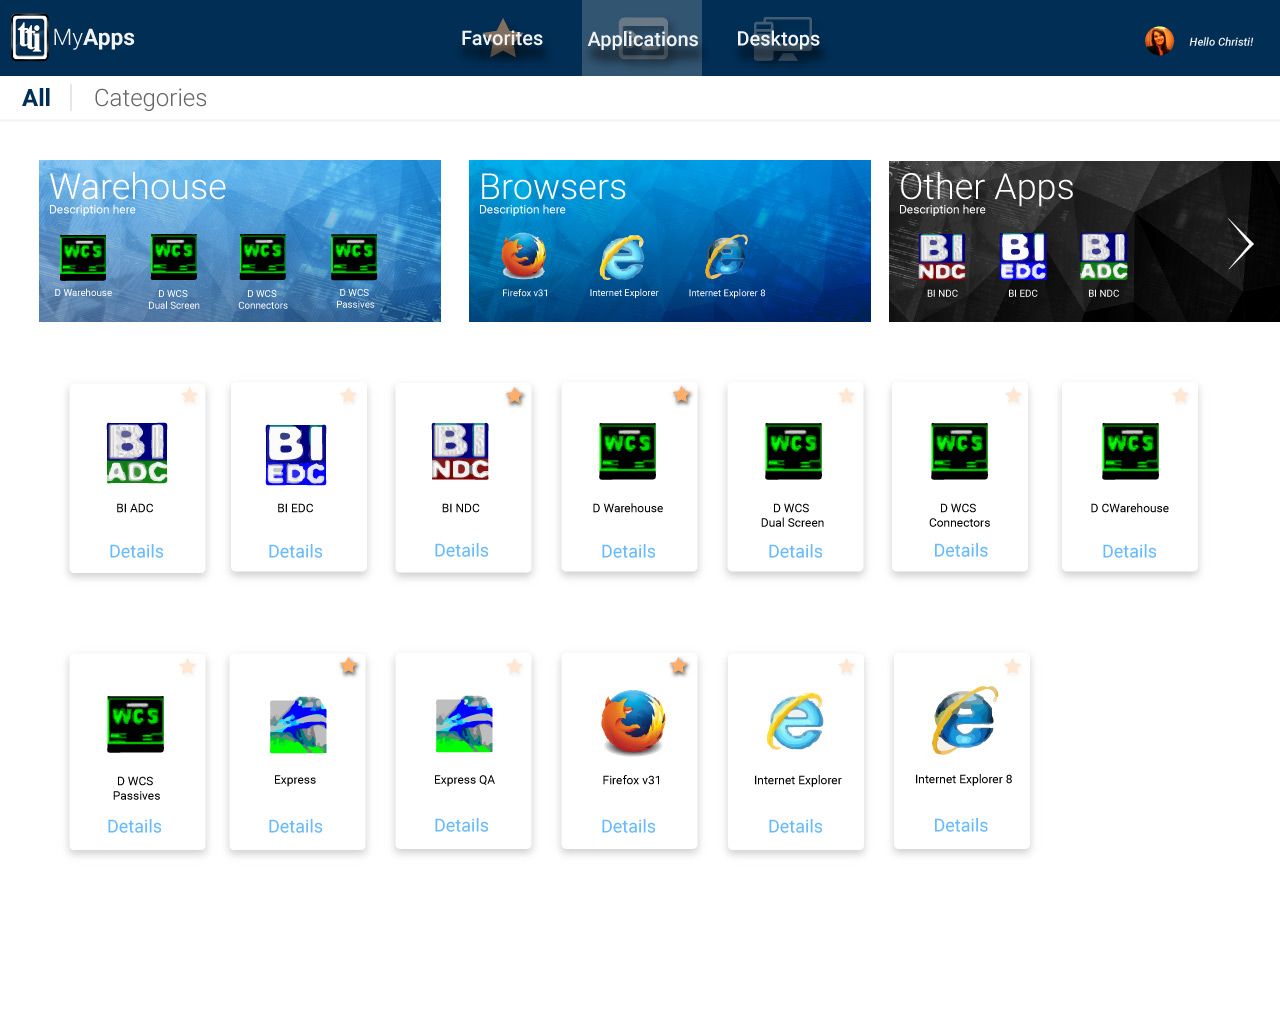 tti MyApps
Favorites
Applications
Desktops
Hello Christi!
All
Categories
Warehouse
Description here
WCS
WCS
WCS
WCS
D Warehouse
D WCS
Dual Screen
D WCS
Connectors
D WCS
Passives
Browsers
Description here
Firefox v31
Internet Explorer
Internet Explorer 8
Other Apps
Description here
BI
NDC
BI
EDC
BI
ADC
BI NDC
BI EDC
BI NDC
BI
ADC
BI ADC
Details
BI
EDC
BI EDC
Details
BI
NDC
BI NDC
Details
WCS
D Warehouse
Details
WCS
D WCS
Dual Screen
Details
WCS
D WCS
Connectors
Details
WCS
D CWarehouse
Details
WCS
D WCS
Passives
Details
Express
Details
Express QA
Details
Firefox v31
Details
Internet Explorer
Details
Internet Explorer 8
Details